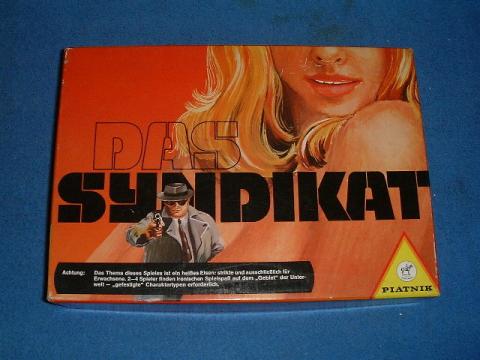 DAS
SYNDIKAT
Achtung: Das Thema dieses Spieles ist ein heißes Eisen: strikte und ausschließlich für
Erwachsene. 2–4 Spieler finden ironischen Spielspaß auf dem „Gebiet“ der Unter-
welt — „gefestigte“ Charaktertypen erforderlich.
PIATNIK